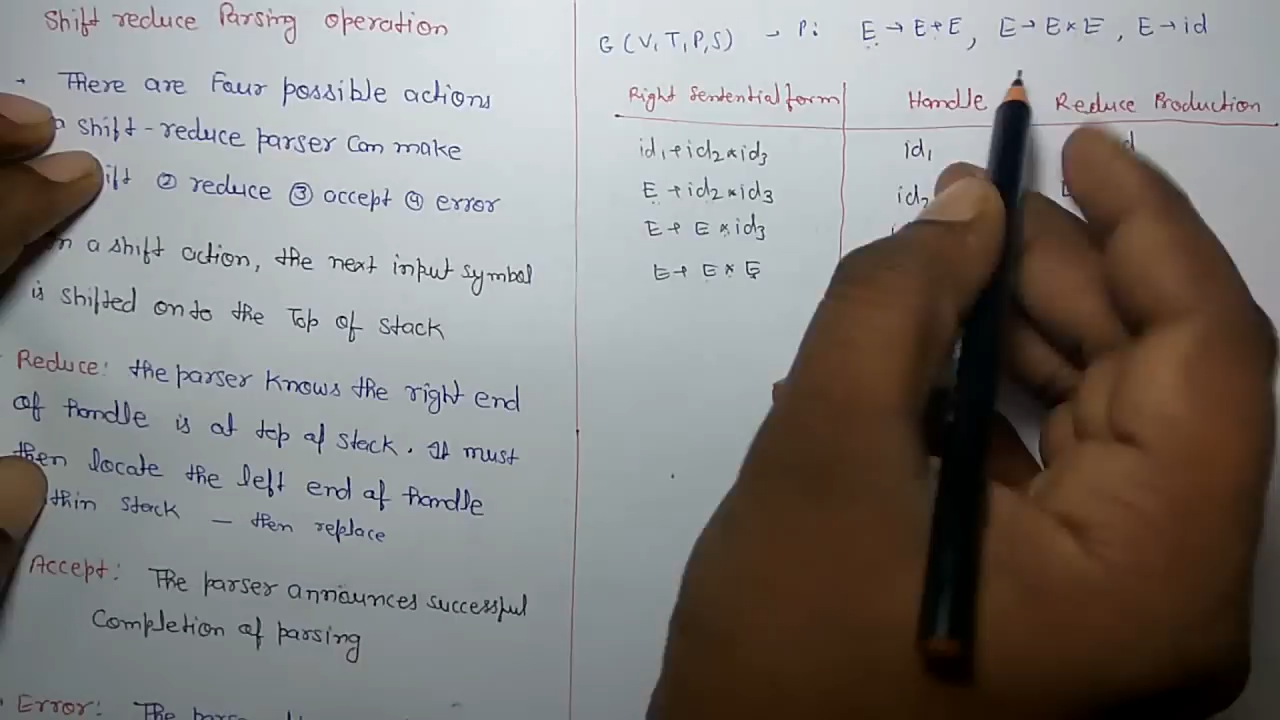 Shift reduce Parsing operation
There are Four possible actions
a shift-reduce parser can make
② reduce ③ accept ④ error
a shift action, the next input symbol
is shifted on to the Top of stack
Reduce: the parser knows the right end
of handle is at top of stack. It must
then locate the left end of handle
stack — then replace
Accept: The parser announces successful
Completion of parsing
Error: The
G (V, T, P, S) - P: E → E + E, E → E * E, E → id
Right Sentential form Handle Reduce Production
id₁ + id₂ * id₃ id₁
E + id₂ * id₃ id₂
E + E * id₃
E + E * E